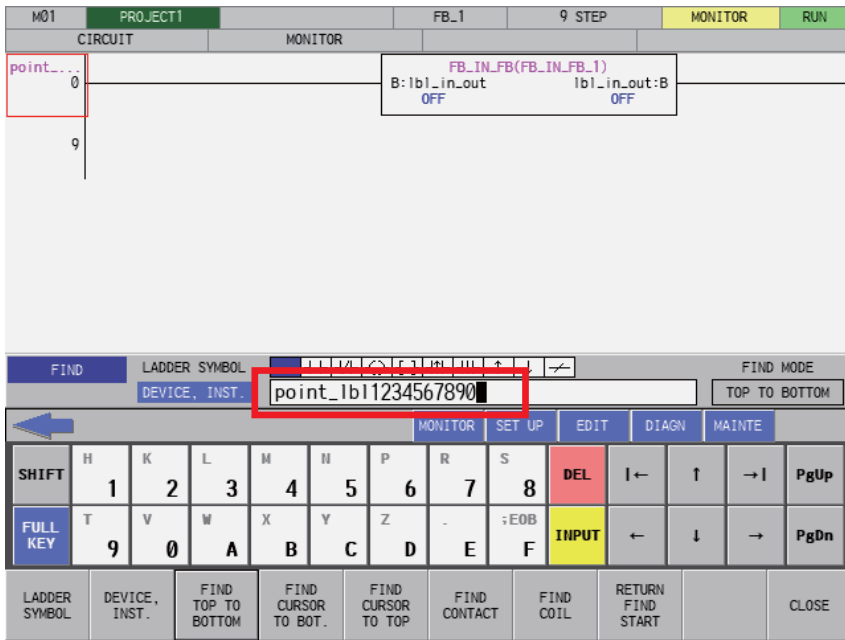 M01 PROJECT1 FB_1 9 STEP MONITOR RUN
CIRCUIT MONITOR
point_... FB_IN_FB(FB_IN_FB_1)
0 B:lbl_in_out lbl_in_out:B
OFF OFF
9
FIND LADDER SYMBOL FIND MODE
DEVICE, INST. point_lbl1234567890 TOP TO BOTTOM
MONITOR SET UP EDIT DIAGN MAINTE
SHIFT H 1 K 2 L 3 M 4 N 5 P 6 R 7 S 8 DEL |← ↑ →| PgUp
FULL KEY T 9 V 0 W A X B Y C Z D . E ;EOB F INPUT ← ↓ → PgDn
LADDER SYMBOL DEVICE, INST. FIND TOP TO BOTTOM FIND CURSOR TO BOT. FIND CURSOR TO TOP FIND CONTACT FIND COIL RETURN FIND START CLOSE